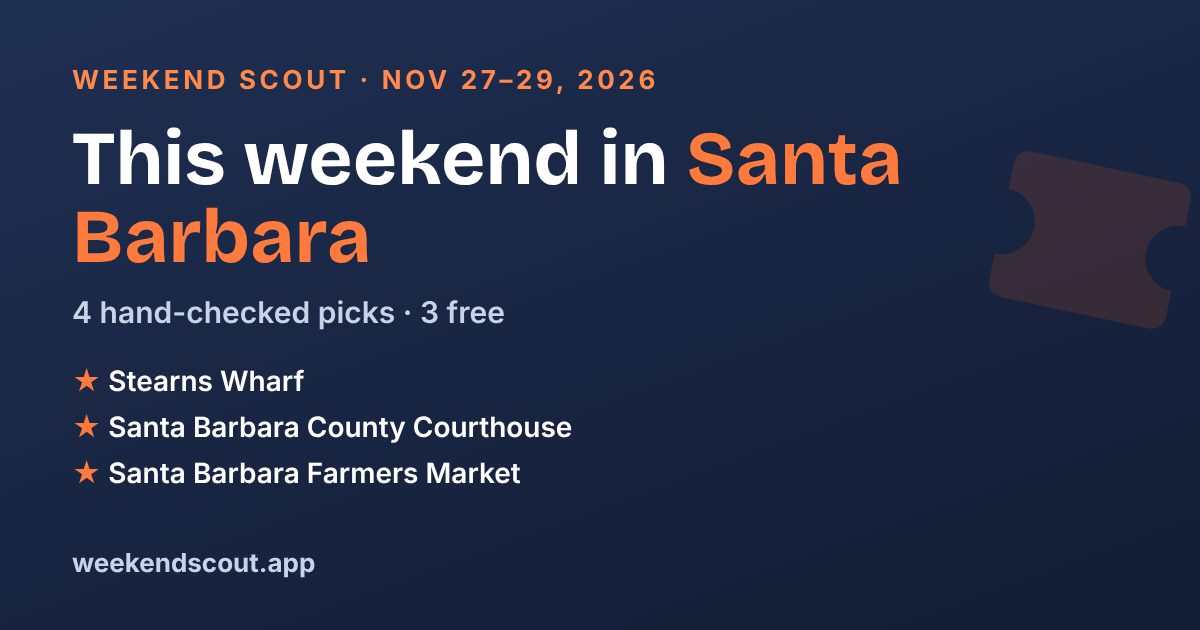 WEEKEND SCOUT · NOV 27–29, 2026
This weekend in Santa
Barbara
4 hand-checked picks · 3 free
★ Stearns Wharf
★ Santa Barbara County Courthouse
★ Santa Barbara Farmers Market
weekendscout.app